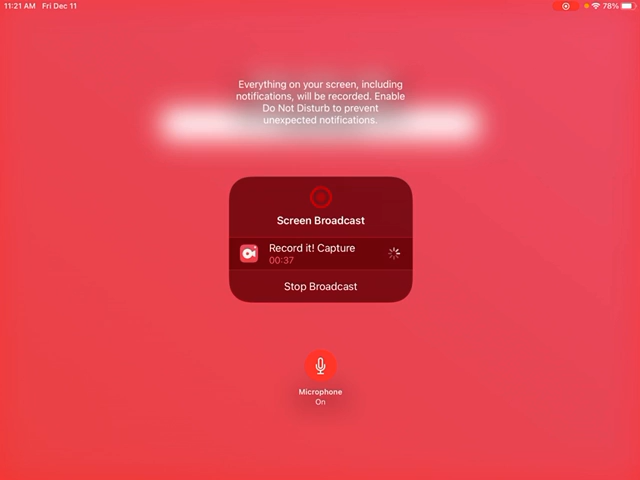 11:21 AM Fri Dec 11
78%
Everything on your screen, including
notifications, will be recorded. Enable
Do Not Disturb to prevent
unexpected notifications.
Screen Broadcast
Record it! Capture
00:37
Stop Broadcast
Microphone
On